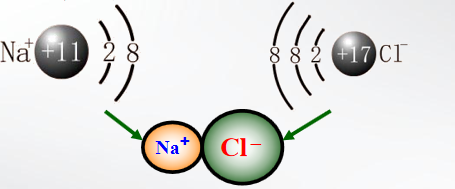 Na⁺ +11 2 8 8 8 2 +17 Cl⁻
Na⁺ Cl⁻